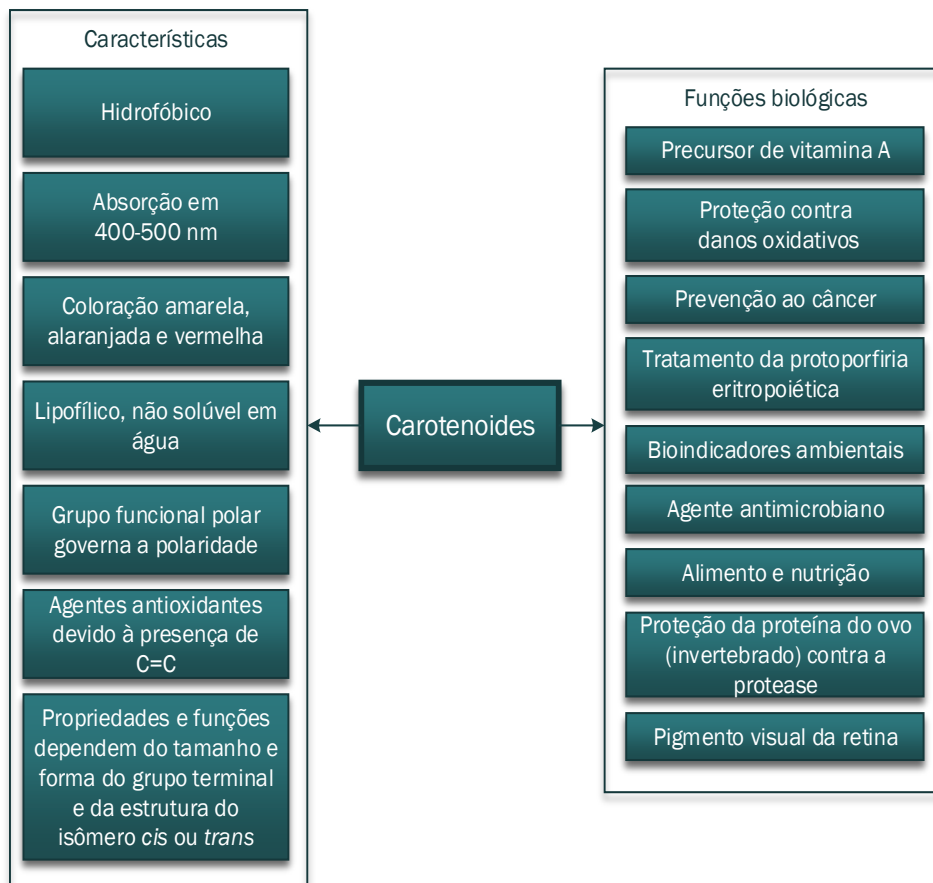 Características
Hidrofóbico
Absorção em
400-500 nm
Coloração amarela,
alaranjada e vermelha
Lipofílico, não solúvel em
água
Grupo funcional polar
governa a polaridade
Agentes antioxidantes
devido à presença de
C=C
Propriedades e funções
dependem do tamanho e
forma do grupo terminal
e da estrutura do
isômero cis ou trans
Carotenoides
Funções biológicas
Precursor de vitamina A
Proteção contra
danos oxidativos
Prevenção ao câncer
Tratamento da protoporfiria
eritropoiética
Bioindicadores ambientais
Agente antimicrobiano
Alimento e nutrição
Proteção da proteína do ovo
(invertebrado) contra a
protease
Pigmento visual da retina